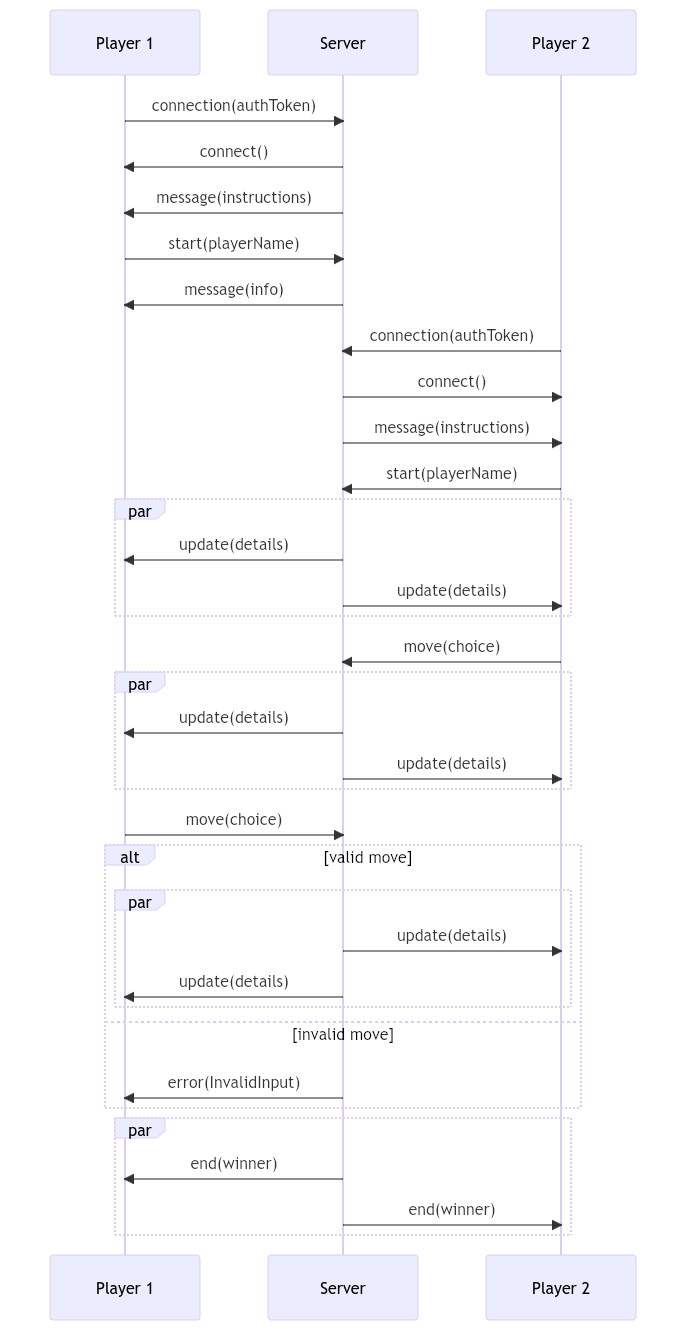 Player 1
Server
Player 2
connection(authToken)
connect()
message(instructions)
start(playerName)
message(info)
connection(authToken)
connect()
message(instructions)
start(playerName)
par
update(details)
update(details)
move(choice)
par
update(details)
update(details)
move(choice)
alt
[valid move]
par
update(details)
update(details)
[invalid move]
error(InvalidInput)
par
end(winner)
end(winner)
Player 1
Server
Player 2